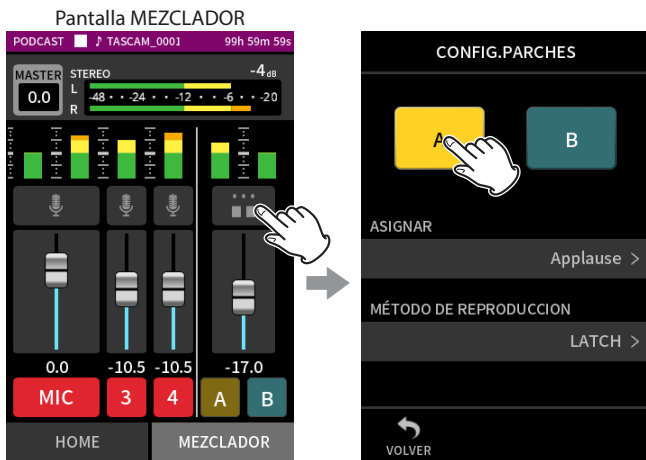 Pantalla MEZCLADOR
PODCAST ♪ TASCAM_0001 99h 59m 59s
MASTER STEREO -4dB
0.0 L
-48 · · -24 · · · -12 · · · -6 · · · -20
R
0.0 -10.5 -10.5 -17.0
MIC 3 4 A B
HOME MEZCLADOR
CONFIG.PARCHES
A B
ASIGNAR
Applause >
MÉTODO DE REPRODUCCION
LATCH >
VOLVER